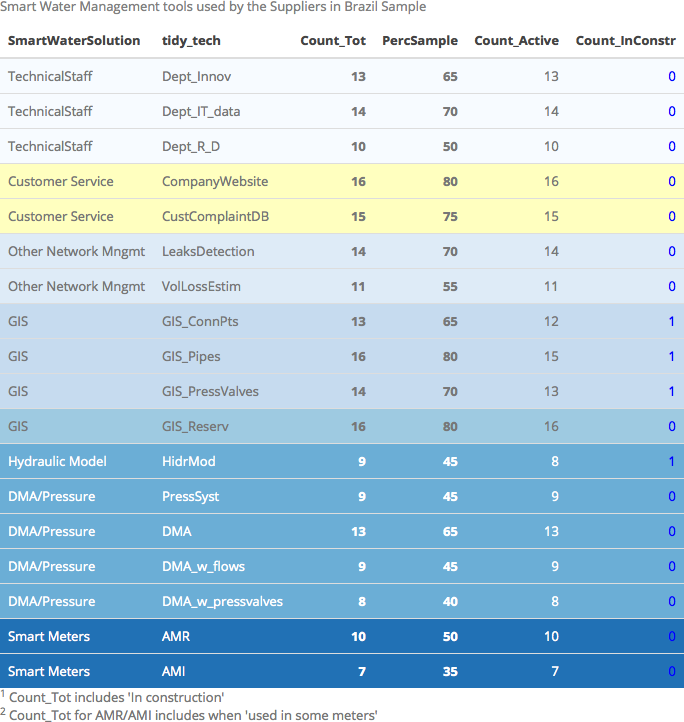 Smart Water Management tools used by the Suppliers in Brazil Sample
SmartWaterSolution tidy_tech Count_Tot PercSample Count_Active Count_InConstr
TechnicalStaff Dept_Innov 13 65 13 0
TechnicalStaff Dept_IT_data 14 70 14 0
TechnicalStaff Dept_R_D 10 50 10 0
Customer Service CompanyWebsite 16 80 16 0
Customer Service CustComplaintDB 15 75 15 0
Other Network Mngmt LeaksDetection 14 70 14 0
Other Network Mngmt VolLossEstim 11 55 11 0
GIS GIS_ConnPts 13 65 12 1
GIS GIS_Pipes 16 80 15 1
GIS GIS_PressValves 14 70 13 1
GIS GIS_Reserv 16 80 16 0
Hydraulic Model HidrMod 9 45 8 1
DMA/Pressure PressSyst 9 45 9 0
DMA/Pressure DMA 13 65 13 0
DMA/Pressure DMA_w_flows 9 45 9 0
DMA/Pressure DMA_w_pressvalves 8 40 8 0
Smart Meters AMR 10 50 10 0
Smart Meters AMI 7 35 7 0
1 Count_Tot includes 'In construction'
2 Count_Tot for AMR/AMI includes when 'used in some meters'